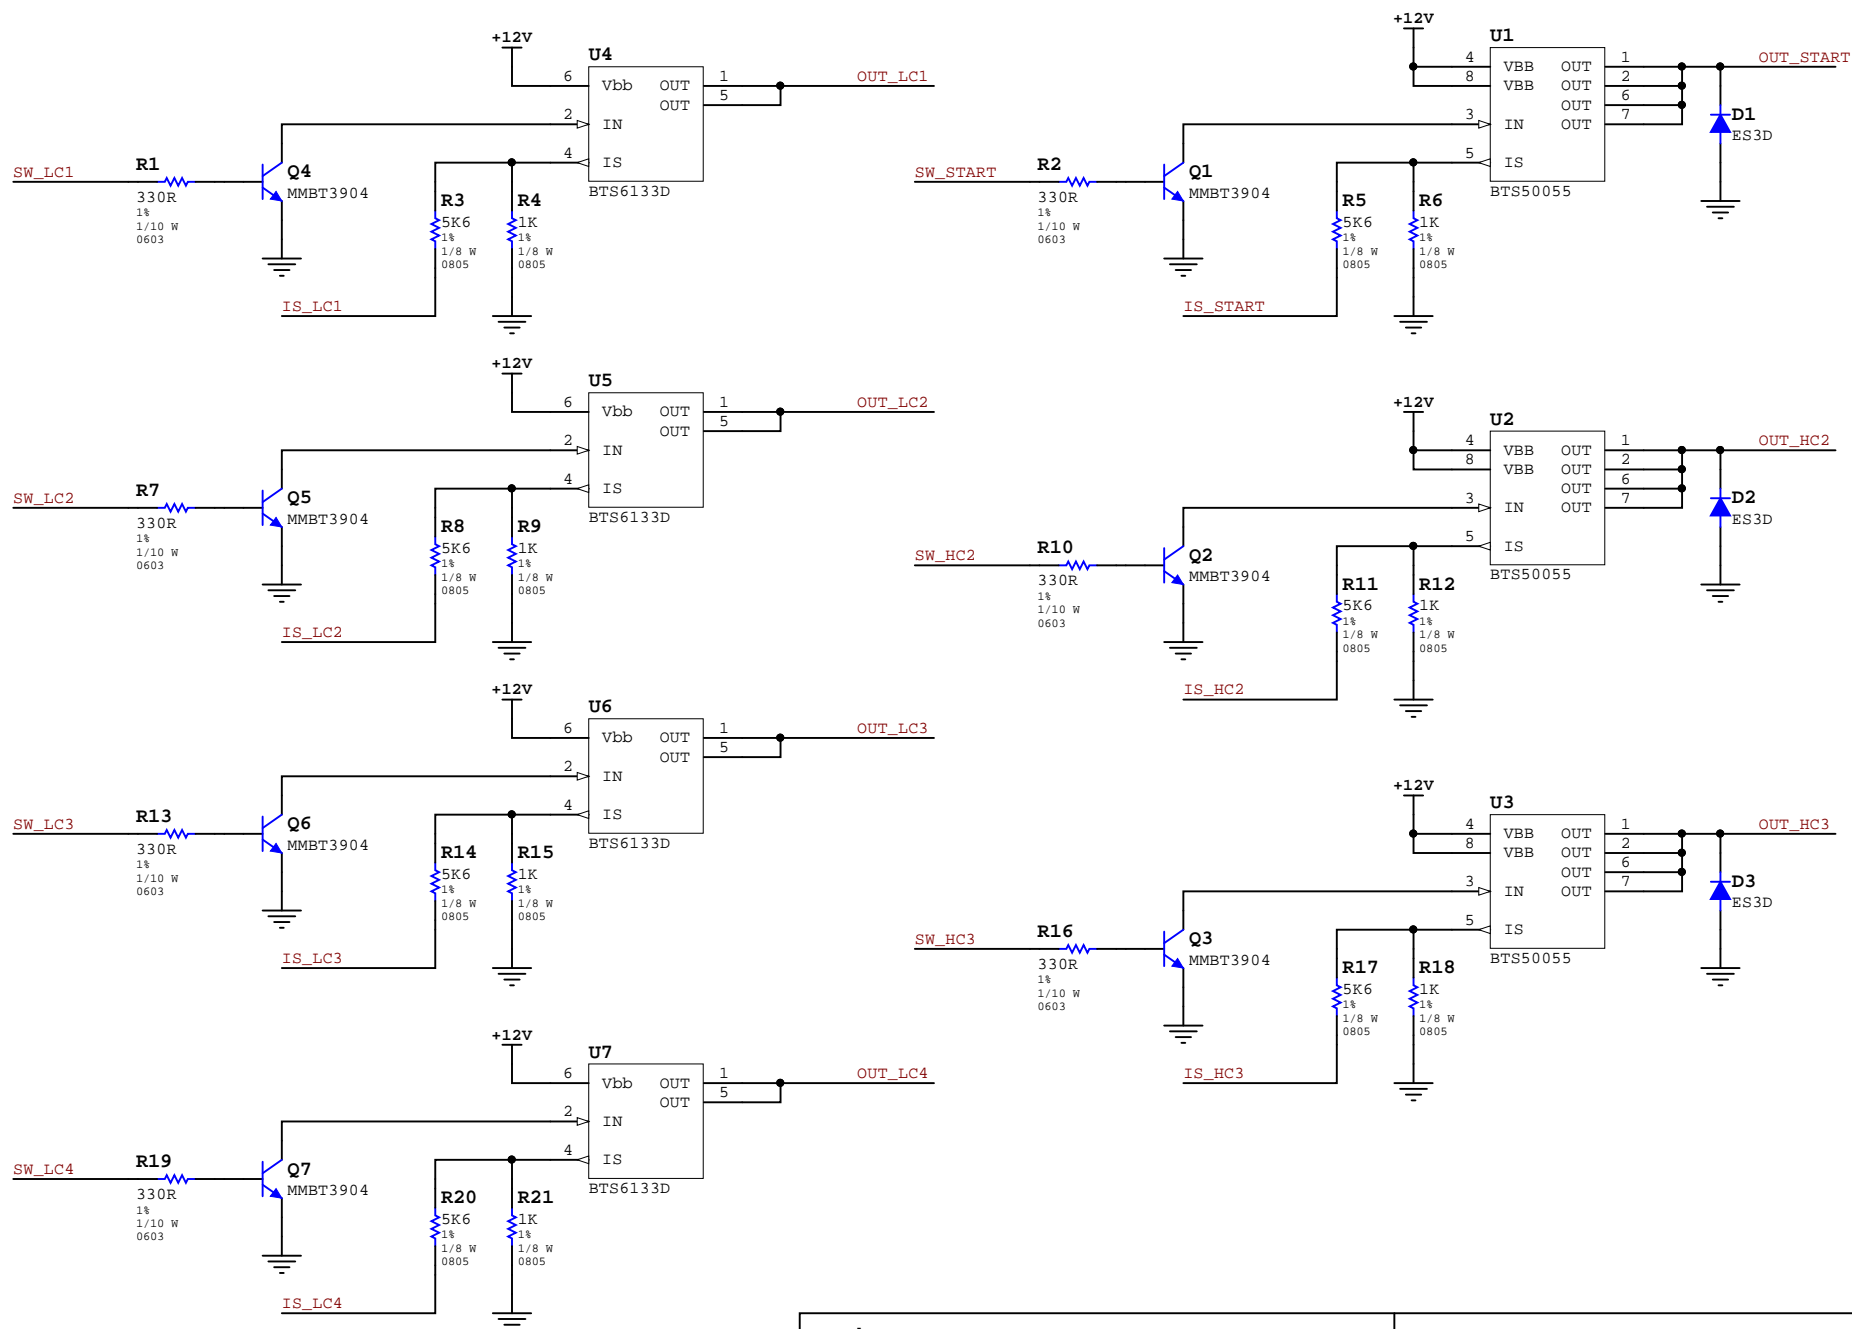 +12V
U4
6 Vbb OUT 1 OUT_LC1
OUT 5
2 IN
4 IS
BTS6133D
SW_LC1
R1
330R
1%
1/10 W
0603
Q4
MMBT3904
R3
5K6
1%
1/8 W
0805
R4
1K
1%
1/8 W
0805
IS_LC1
+12V
U1
4 VBB OUT 1 OUT_START
8 VBB OUT 2
OUT 6
3 IN OUT 7
5 IS
BTS50055
D1
ES3D
SW_START
R2
330R
1%
1/10 W
0603
Q1
MMBT3904
R5
5K6
1%
1/8 W
0805
R6
1K
1%
1/8 W
0805
IS_START
+12V
U5
6 Vbb OUT 1 OUT_LC2
OUT 5
2 IN
4 IS
BTS6133D
SW_LC2
R7
330R
1%
1/10 W
0603
Q5
MMBT3904
R8
5K6
1%
1/8 W
0805
R9
1K
1%
1/8 W
0805
IS_LC2
+12V
U2
4 VBB OUT 1 OUT_HC2
8 VBB OUT 2
OUT 6
3 IN OUT 7
5 IS
BTS50055
D2
ES3D
SW_HC2
R10
330R
1%
1/10 W
0603
Q2
MMBT3904
R11
5K6
1%
1/8 W
0805
R12
1K
1%
1/8 W
0805
IS_HC2
+12V
U6
6 Vbb OUT 1 OUT_LC3
OUT 5
2 IN
4 IS
BTS6133D
SW_LC3
R13
330R
1%
1/10 W
0603
Q6
MMBT3904
R14
5K6
1%
1/8 W
0805
R15
1K
1%
1/8 W
0805
IS_LC3
+12V
U3
4 VBB OUT 1 OUT_HC3
8 VBB OUT 2
OUT 6
3 IN OUT 7
5 IS
BTS50055
D3
ES3D
SW_HC3
R16
330R
1%
1/10 W
0603
Q3
MMBT3904
R17
5K6
1%
1/8 W
0805
R18
1K
1%
1/8 W
0805
IS_HC3
+12V
U7
6 Vbb OUT 1 OUT_LC4
OUT 5
2 IN
4 IS
BTS6133D
SW_LC4
R19
330R
1%
1/10 W
0603
Q7
MMBT3904
R20
5K6
1%
1/8 W
0805
R21
1K
1%
1/8 W
0805
IS_LC4